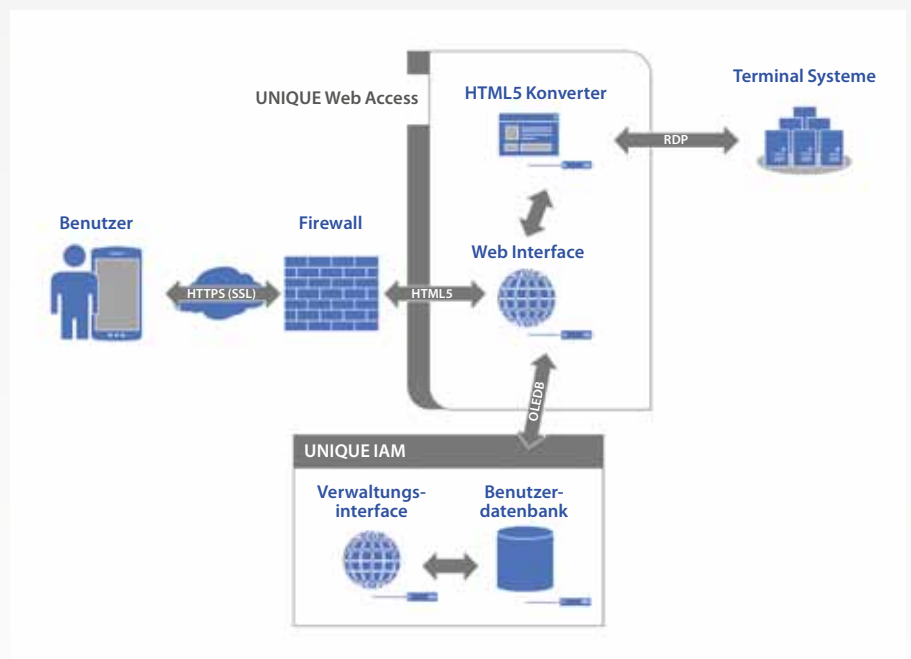 UNIQUE Web Access
HTML5 Konverter
Terminal Systeme
RDP
Benutzer
Firewall
Web Interface
HTTPS (SSL)
HTML5
OLEDB
UNIQUE IAM
Verwaltungs-
interface
Benutzer-
datenbank